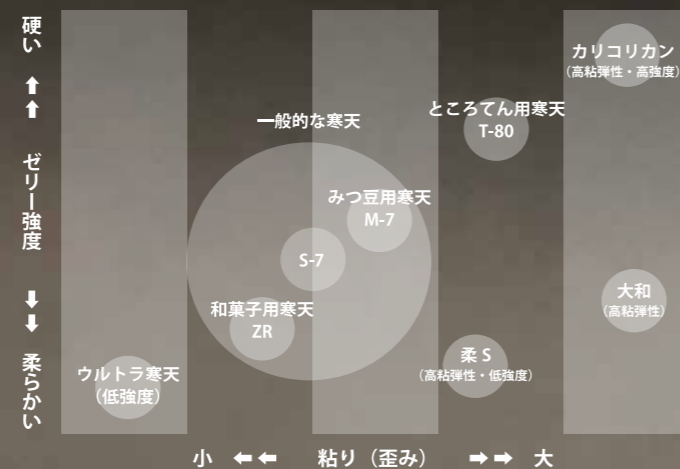 硬い ↑↑ ゼリー強度 ↓↓ 柔らかい
カリコリカン
（高粘弾性・高強度）
ところてん用寒天
T-80
一般的な寒天
みつ豆用寒天
M-7
S-7
大和
（高粘弾性）
和菓子用寒天
ZR
柔 S
（高粘弾性・低強度）
ウルトラ寒天
（低強度）
小 ←← 粘り（歪み） →→ 大